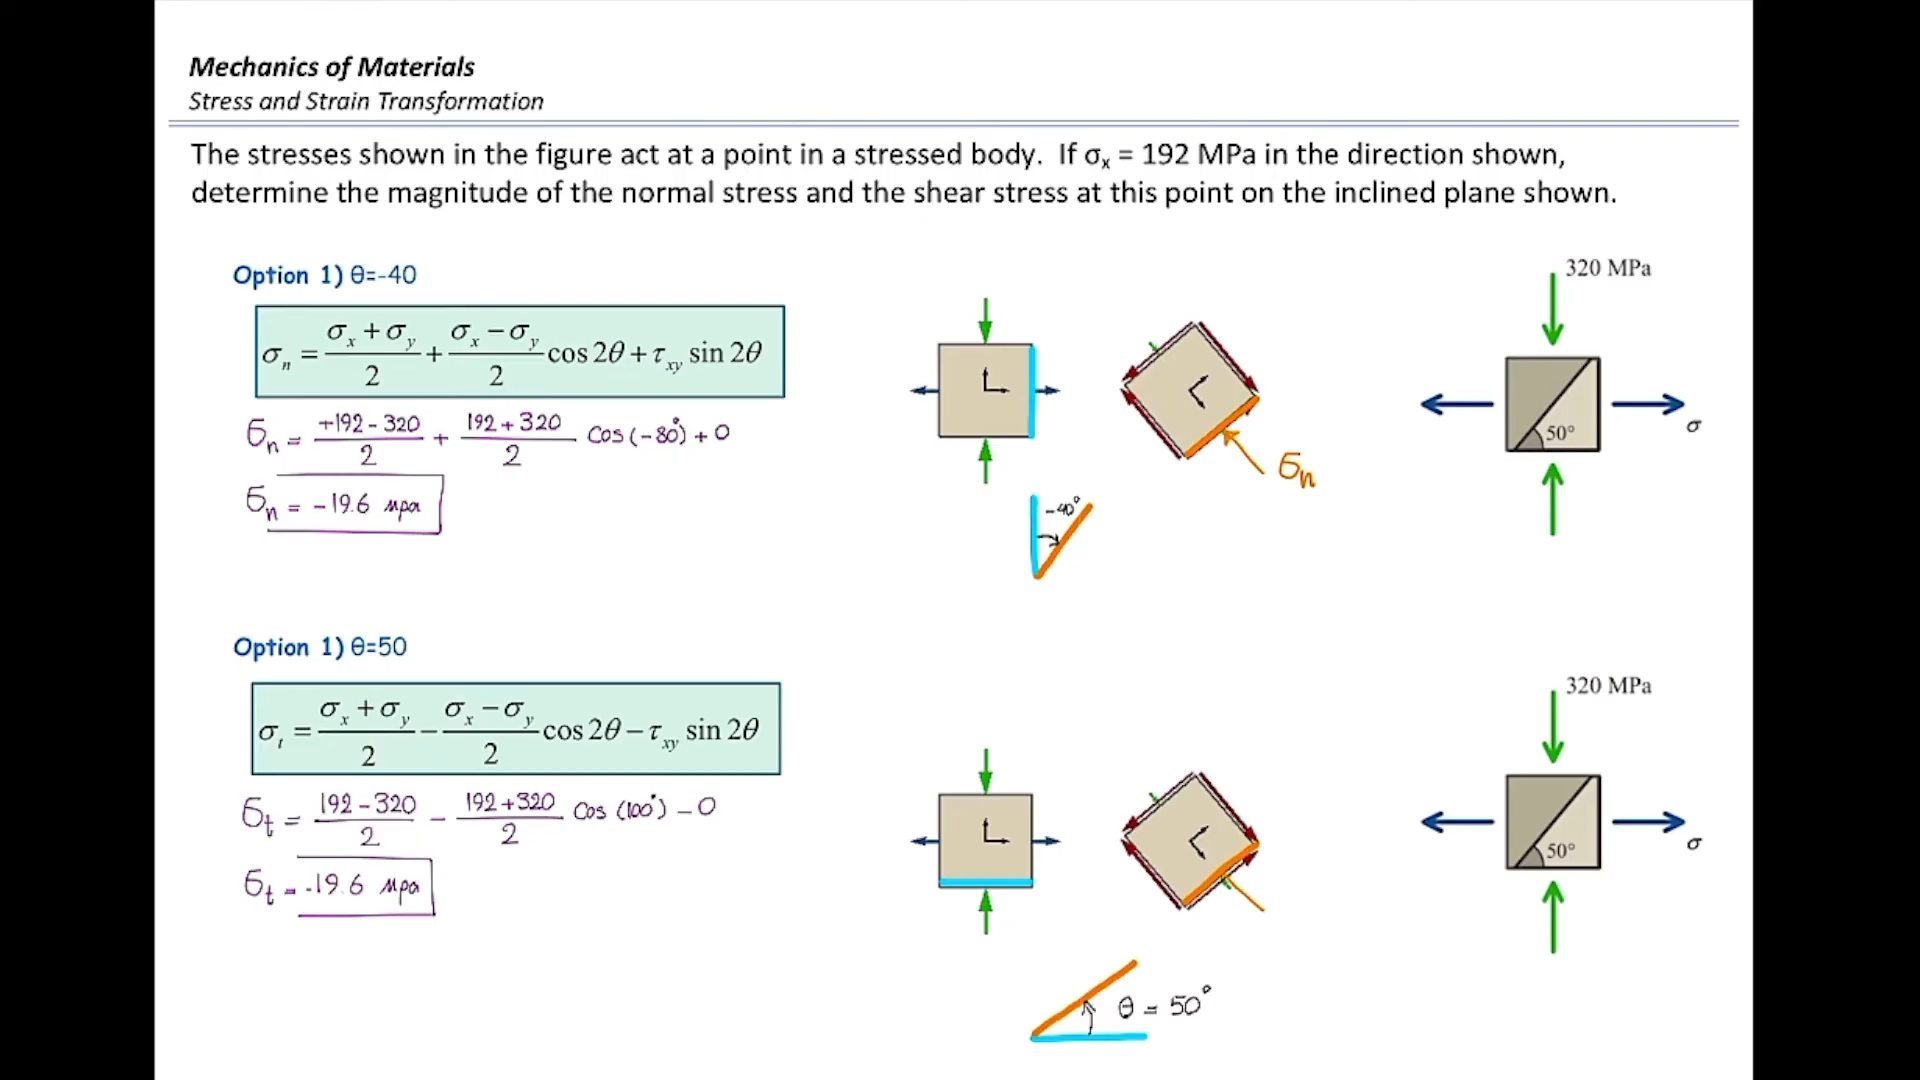 Mechanics of Materials
Stress and Strain Transformation
The stresses shown in the figure act at a point in a stressed body. If σx = 192 MPa in the direction shown,
determine the magnitude of the normal stress and the shear stress at this point on the inclined plane shown.
Option 1) θ=-40
σn = (σx + σy)/2 + (σx − σy)/2 cos 2θ + τxy sin 2θ
σn = (+192 - 320)/2 + (192 + 320)/2 Cos (-80°) + 0
σn = -19.6 Mpa
σn
-40°
320 MPa
σ
50°
Option 1) θ=50
σt = (σx + σy)/2 − (σx − σy)/2 cos 2θ − τxy sin 2θ
σt = (192 - 320)/2 - (192 + 320)/2 Cos (100°) - 0
σt = -19.6 Mpa
θ = 50°
320 MPa
σ
50°